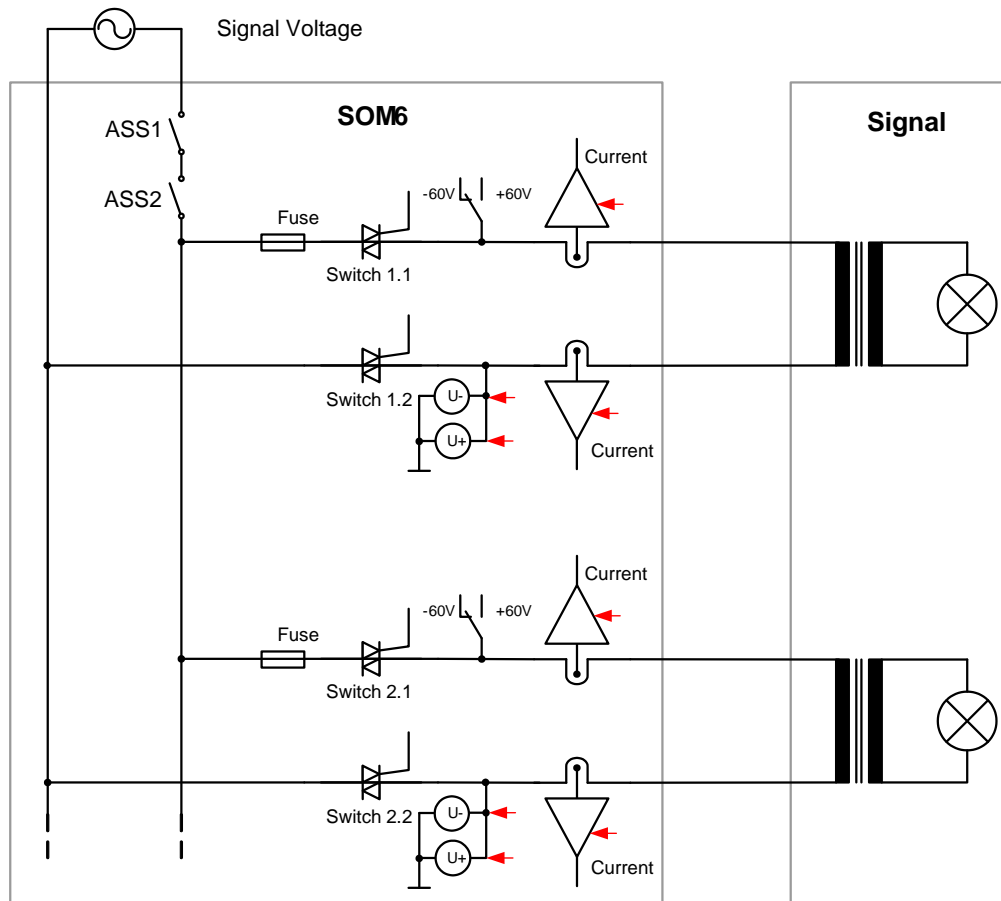 Signal Voltage
SOM6
Signal
ASS1
ASS2
Fuse
-60V
+60V
Current
Switch 1.1
Switch 1.2
U-
U+
Current
Fuse
-60V
+60V
Current
Switch 2.1
Switch 2.2
U-
U+
Current